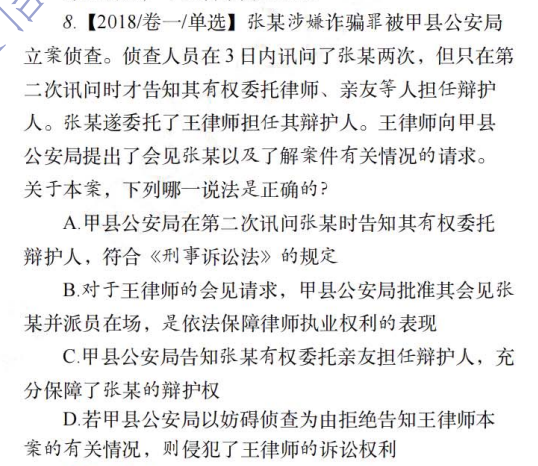 8.【2018/卷一/单选】张某涉嫌诈骗罪被甲县公安局
立案侦查。侦查人员在3日内讯问了张某两次，但只在第
二次讯问时才告知其有权委托律师、亲友等人担任辩护
人。张某遂委托了王律师担任其辩护人。王律师向甲县
公安局提出了会见张某以及了解案件有关情况的请求。
关于本案，下列哪一说法是正确的？
A.甲县公安局在第二次讯问张某时告知其有权委托
辩护人，符合《刑事诉讼法》的规定
B.对于王律师的会见请求，甲县公安局批准其会见张
某并派员在场，是依法保障律师执业权利的表现
C.甲县公安局告知张某有权委托亲友担任辩护人，充
分保障了张某的辩护权
D.若甲县公安局以妨碍侦查为由拒绝告知王律师本
案的有关情况，则侵犯了王律师的诉讼权利